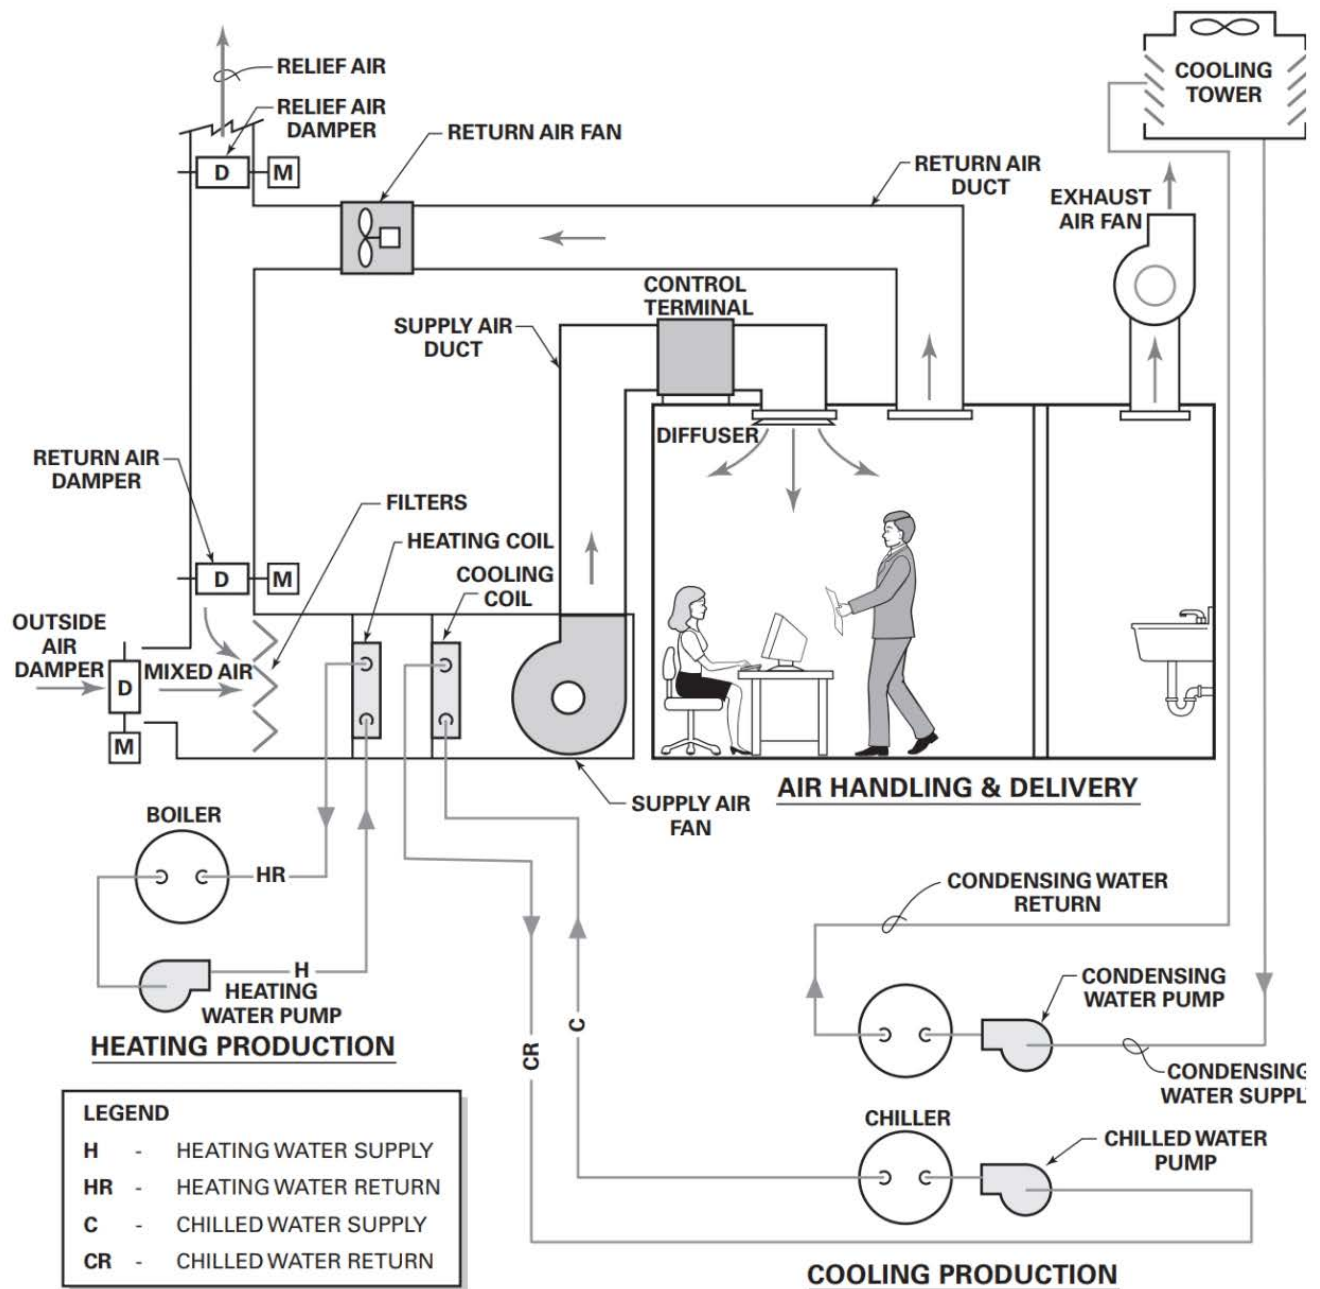 RELIEF AIR
RELIEF AIR
DAMPER
D
M
RETURN AIR FAN
RETURN AIR
DUCT
COOLING
TOWER
EXHAUST
AIR FAN
CONTROL
TERMINAL
SUPPLY AIR
DUCT
DIFFUSER
RETURN AIR
DAMPER
FILTERS
HEATING COIL
COOLING
COIL
D
M
OUTSIDE
AIR
DAMPER
MIXED AIR
D
M
AIR HANDLING & DELIVERY
SUPPLY AIR
FAN
BOILER
HR
H
HEATING
WATER PUMP
HEATING PRODUCTION
CR
C
CONDENSING WATER
RETURN
CONDENSING
WATER PUMP
CONDENSING
WATER SUPPL
CHILLER
CHILLED WATER
PUMP
COOLING PRODUCTION
LEGEND
H - HEATING WATER SUPPLY
HR - HEATING WATER RETURN
C - CHILLED WATER SUPPLY
CR - CHILLED WATER RETURN